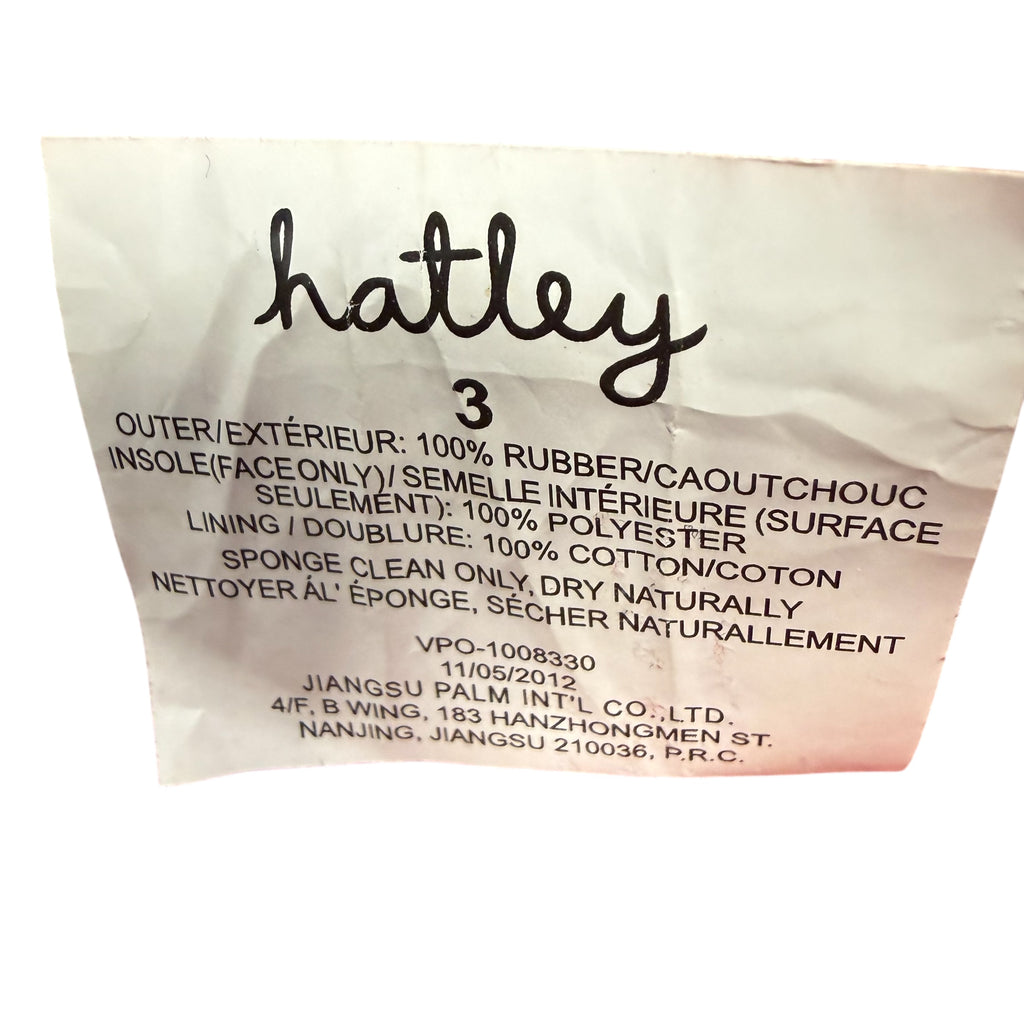 hatley
3
OUTER/EXTÉRIEUR: 100% RUBBER/CAOUTCHOUC
INSOLE(FACE ONLY)/ SEMELLE INTÉRIEURE (SURFACE
SEULEMENT): 100% POLYESTER
LINING / DOUBLURE: 100% COTTON/COTON
SPONGE CLEAN ONLY, DRY NATURALLY
NETTOYER ÁL' ÉPONGE, SÉCHER NATURALLEMENT
VPO-1008330
11/05/2012
JIANGSU PALM INT'L CO.,LTD.
4/F, B WING, 183 HANZHONGMEN ST.
NANJING, JIANGSU 210036, P.R.C.